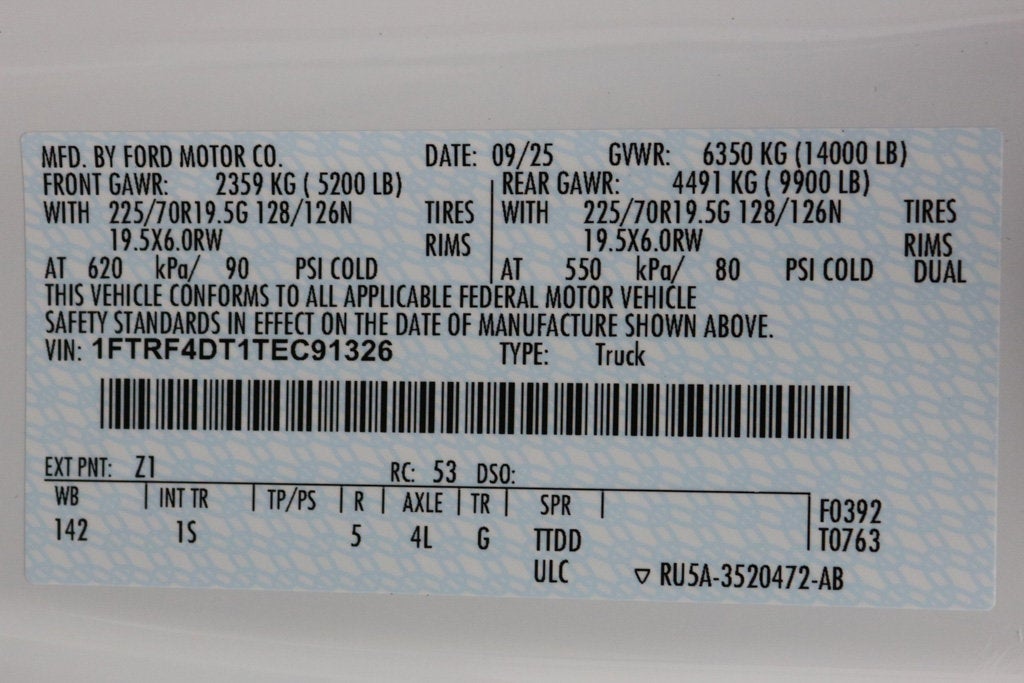 MFD. BY FORD MOTOR CO. DATE: 09/25 GVWR: 6350 KG (14000 LB)
FRONT GAWR: 2359 KG ( 5200 LB) REAR GAWR: 4491 KG ( 9900 LB)
WITH 225/70R19.5G 128/126N TIRES WITH 225/70R19.5G 128/126N TIRES
19.5X6.0RW RIMS 19.5X6.0RW RIMS
AT 620 kPa/ 90 PSI COLD AT 550 kPa/ 80 PSI COLD DUAL
THIS VEHICLE CONFORMS TO ALL APPLICABLE FEDERAL MOTOR VEHICLE
SAFETY STANDARDS IN EFFECT ON THE DATE OF MANUFACTURE SHOWN ABOVE.
VIN: 1FTRF4DT1TEC91326 TYPE: Truck
EXT PNT: Z1 RC: 53 DSO:
WB INT TR TP/PS R AXLE TR SPR F0392
142 1S 5 4L G TTDD T0763
ULC ▽ RU5A-3520472-AB